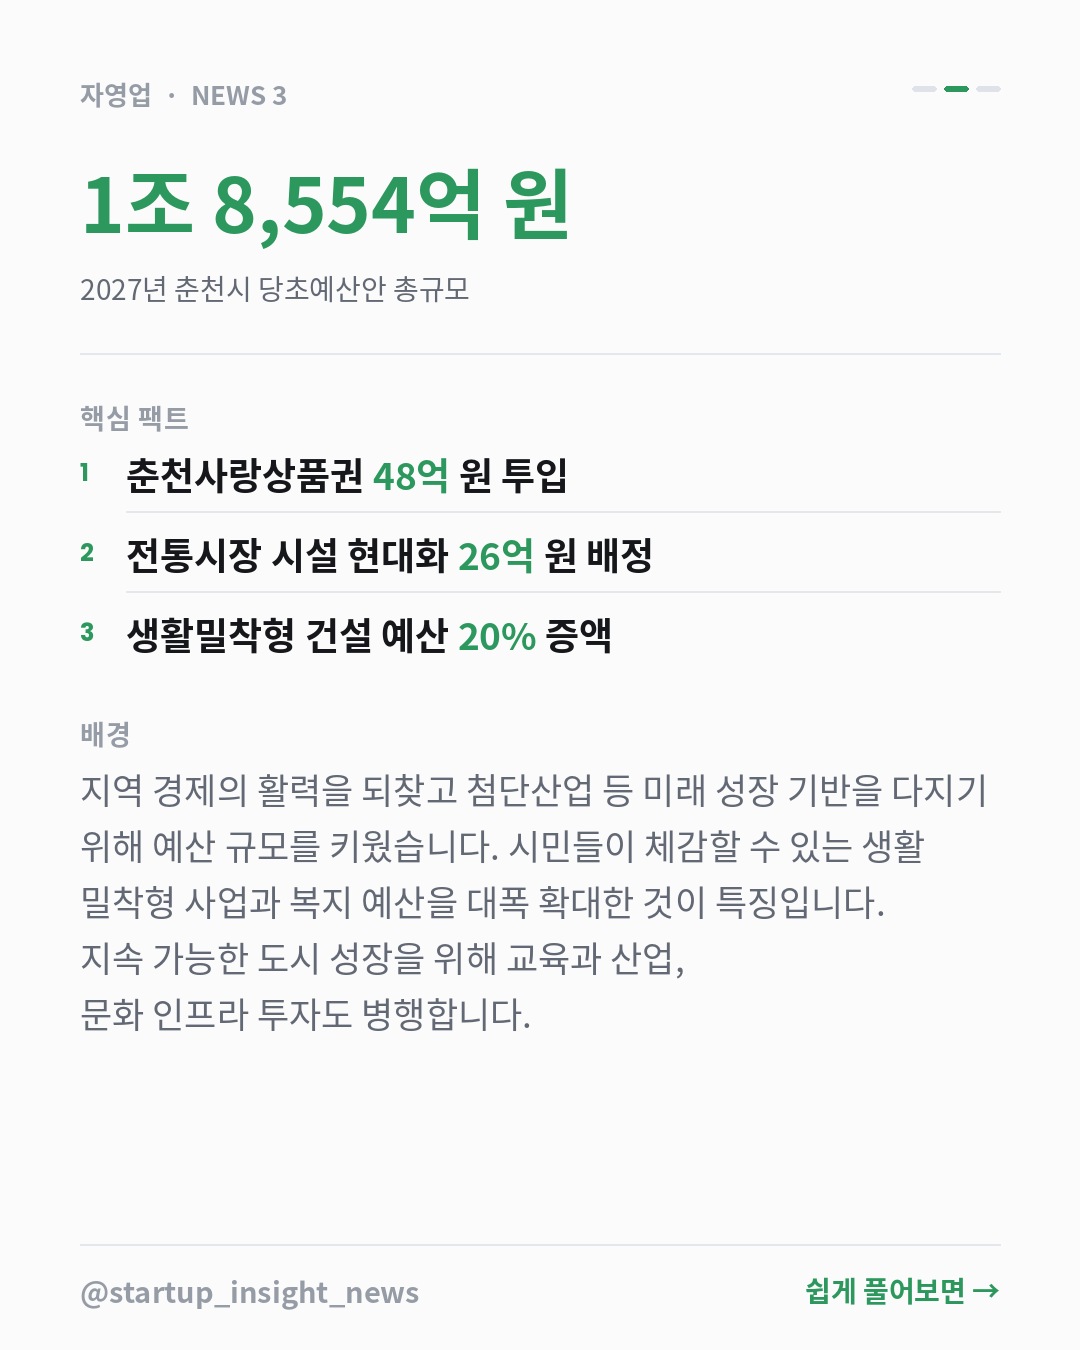 자영업 · NEWS 3
1조 8,554억 원
2027년 춘천시 당초예산안 총규모
핵심 팩트
1 춘천사랑상품권 48억 원 투입
2 전통시장 시설 현대화 26억 원 배정
3 생활밀착형 건설 예산 20% 증액
배경
지역 경제의 활력을 되찾고 첨단산업 등 미래 성장 기반을 다지기
위해 예산 규모를 키웠습니다. 시민들이 체감할 수 있는 생활
밀착형 사업과 복지 예산을 대폭 확대한 것이 특징입니다.
지속 가능한 도시 성장을 위해 교육과 산업,
문화 인프라 투자도 병행합니다.
@startup_insight_news
쉽게 풀어보면 →